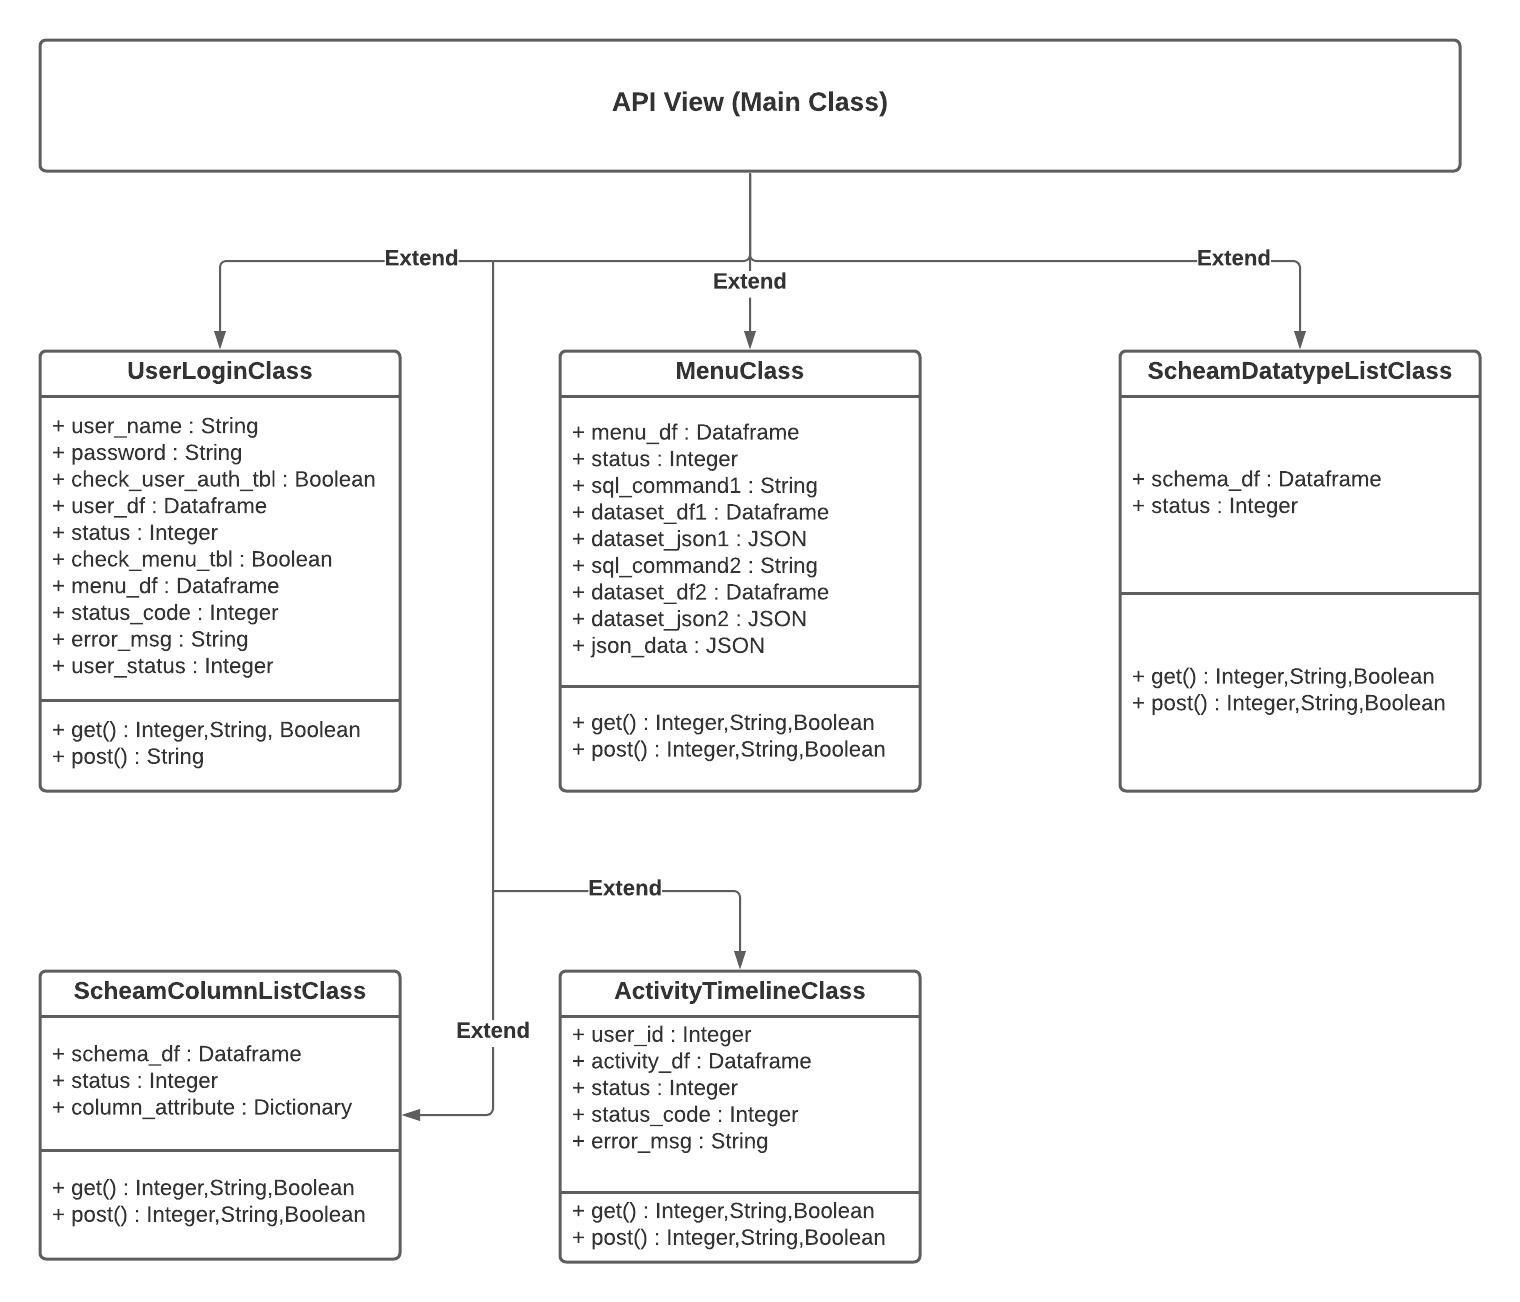 API View (Main Class)
Extend
Extend
Extend
UserLoginClass
+ user_name : String
+ password : String
+ check_user_auth_tbl : Boolean
+ user_df : Dataframe
+ status : Integer
+ check_menu_tbl : Boolean
+ menu_df : Dataframe
+ status_code : Integer
+ error_msg : String
+ user_status : Integer
+ get() : Integer,String, Boolean
+ post() : String
MenuClass
+ menu_df : Dataframe
+ status : Integer
+ sql_command1 : String
+ dataset_df1 : Dataframe
+ dataset_json1 : JSON
+ sql_command2 : String
+ dataset_df2 : Dataframe
+ dataset_json2 : JSON
+ json_data : JSON
+ get() : Integer,String,Boolean
+ post() : Integer,String,Boolean
ScheamDatatypeListClass
+ schema_df : Dataframe
+ status : Integer
+ get() : Integer,String,Boolean
+ post() : Integer,String,Boolean
Extend
Extend
ScheamColumnListClass
+ schema_df : Dataframe
+ status : Integer
+ column_attribute : Dictionary
+ get() : Integer,String,Boolean
+ post() : Integer,String,Boolean
ActivityTimelineClass
+ user_id : Integer
+ activity_df : Dataframe
+ status : Integer
+ status_code : Integer
+ error_msg : String
+ get() : Integer,String,Boolean
+ post() : Integer,String,Boolean